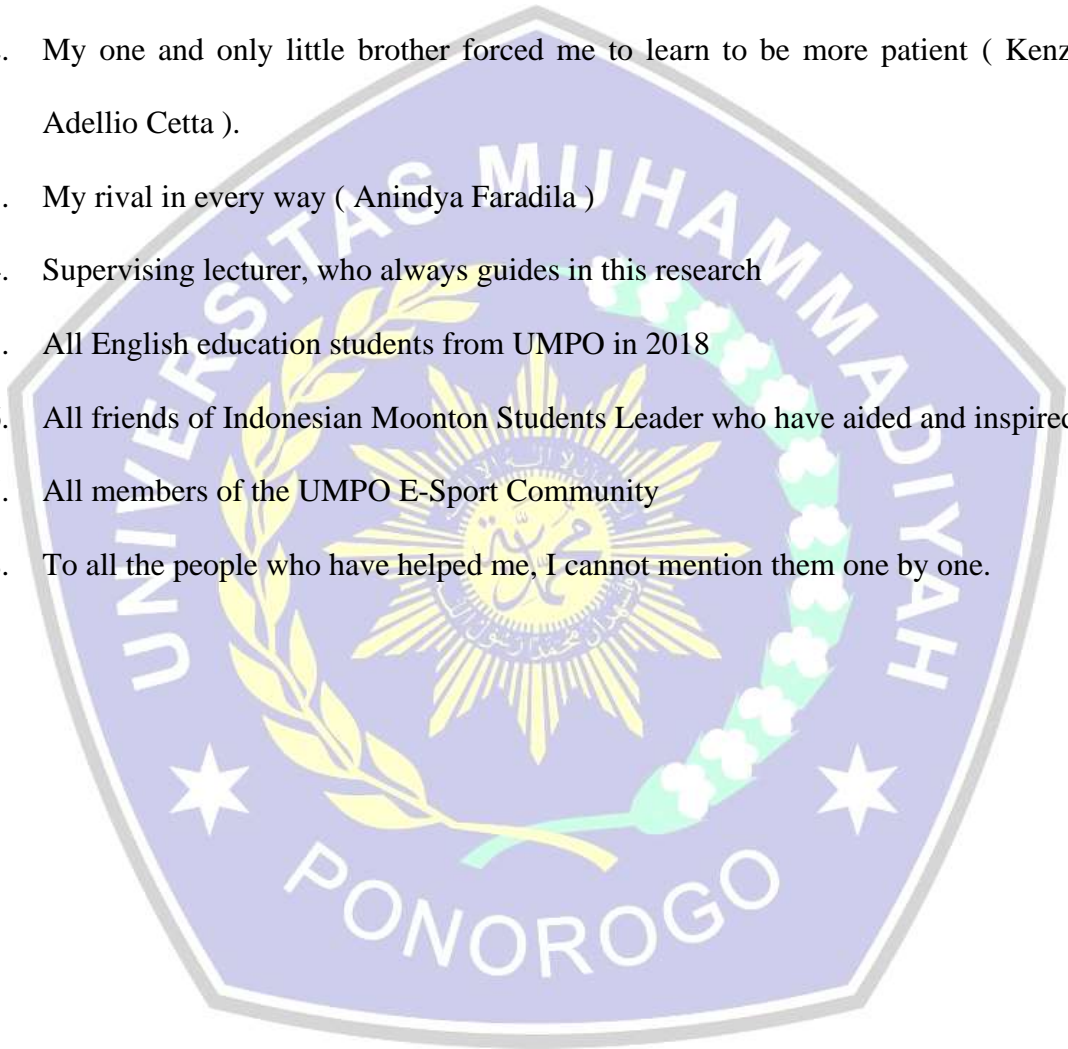 . My one and only little brother forced me to learn to be more patient ( Kenz
Adellio Cetta ).
. My rival in every way ( Anindya Faradila )
. Supervising lecturer, who always guides in this research
. All English education students from UMPO in 2018
. All friends of Indonesian Moonton Students Leader who have aided and inspired
. All members of the UMPO E-Sport Community
. To all the people who have helped me, I cannot mention them one by one.
UNIVERSITAS MUHAMMADIYAH
PONOROGO
محمد